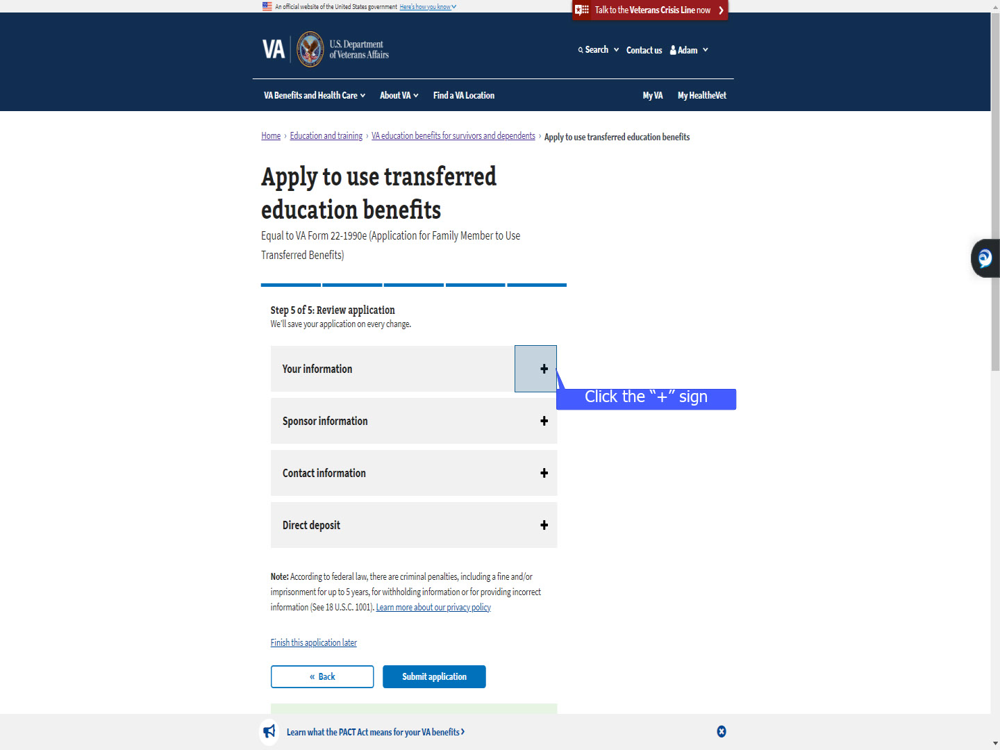 An official website of the United States government Here's how you know
Talk to the Veterans Crisis Line now
VA
U.S. Department
of Veterans Affairs
Search
Contact us
Adam
VA Benefits and Health Care
About VA
Find a VA Location
My VA
My HealtheVet
Home › Education and training › VA education benefits for survivors and dependents › Apply to use transferred education benefits
Apply to use transferred
education benefits
Equal to VA Form 22-1990e (Application for Family Member to Use
Transferred Benefits)
Step 5 of 5: Review application
We'll save your application on every change.
Your information
Click the “+” sign
Sponsor information
Contact information
Direct deposit
Note: According to federal law, there are criminal penalties, including a fine and/or
imprisonment for up to 5 years, for withholding information or for providing incorrect
information (See 18 U.S.C. 1001). Learn more about our privacy policy
Finish this application later
« Back
Submit application
Learn what the PACT Act means for your VA benefits